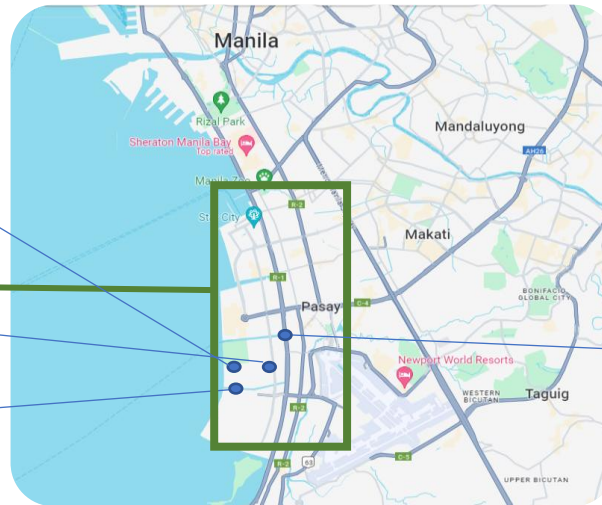 Manila
Rizal Park
Sheraton Manila Bay
Top rated
Mandaluyong
AH26
Manila Zoo
R-2
Star City
Makati
R-1
BONIFACIO
GLOBAL CITY
Pasay
C-4
Newport World Resorts
WESTERN
BICUTAN
Taguig
R-2
R-2
63
C-5
UPPER BICUTAN